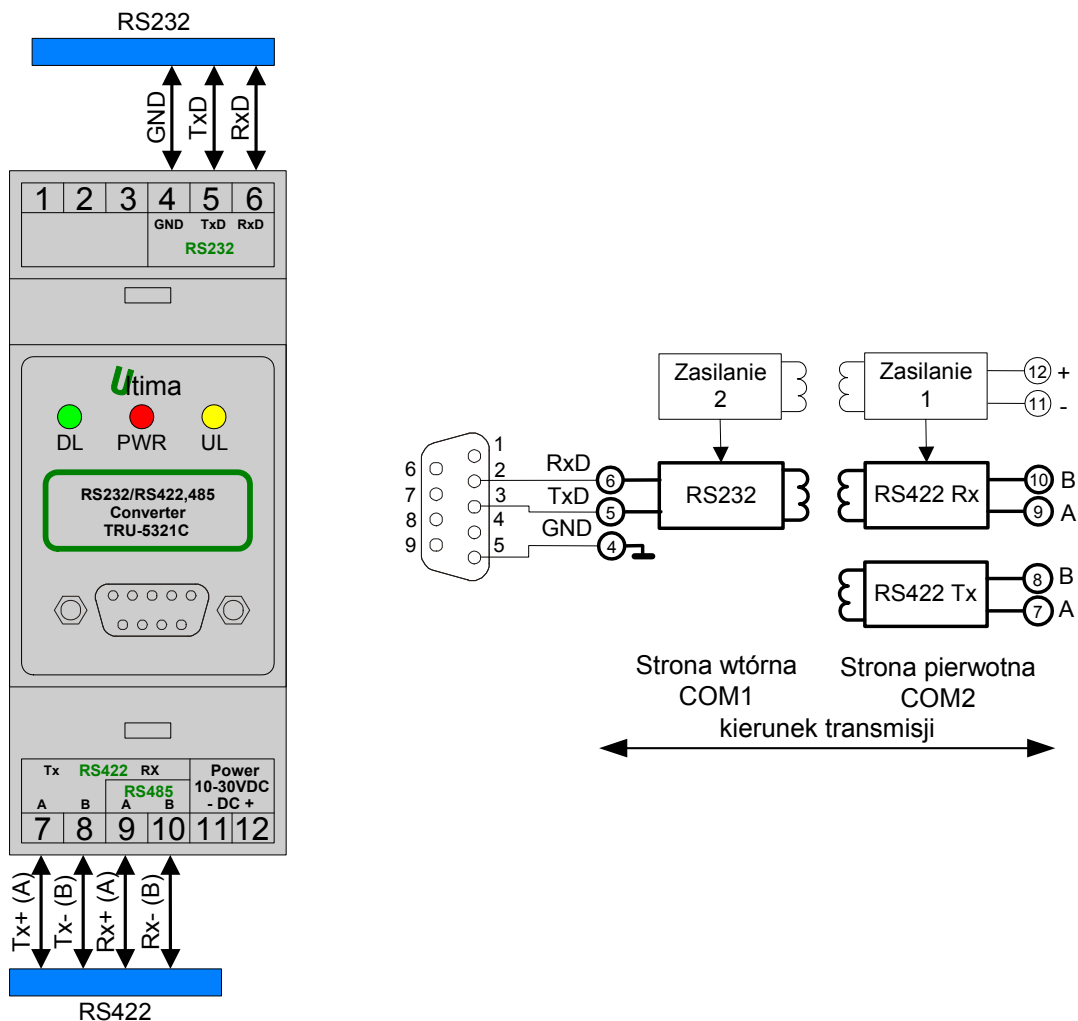 RS232
GND
TxD
RxD
1 2 3 4 5 6
GND TxD RxD
RS232
Ultima
DL PWR UL
RS232/RS422,485
Converter
TRU-5321C
Tx RS422 RX Power
RS485 10-30VDC
A B A B - DC +
7 8 9 10 11 12
Tx+ (A)
Tx- (B)
Rx+ (A)
Rx- (B)
RS422
Zasilanie
2
Zasilanie
1
12 +
11 -
1
6
2
7
3
8
4
9
5
RxD
6
TxD
5
GND
4
RS232
RS422 Rx
10 B
9 A
RS422 Tx
8 B
7 A
Strona wtórna
COM1
Strona pierwotna
COM2
kierunek transmisji